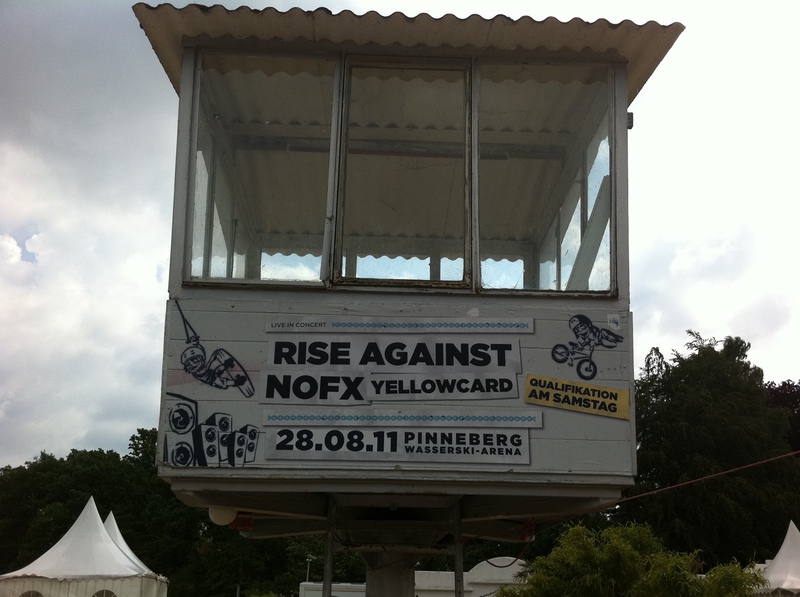 LIVE IN CONCERT
RISE AGAINST
NOFX YELLOWCARD
QUALIFIKATION
AM SAMSTAG
28.08.11 PINNEBERG
WASSERSKI-ARENA